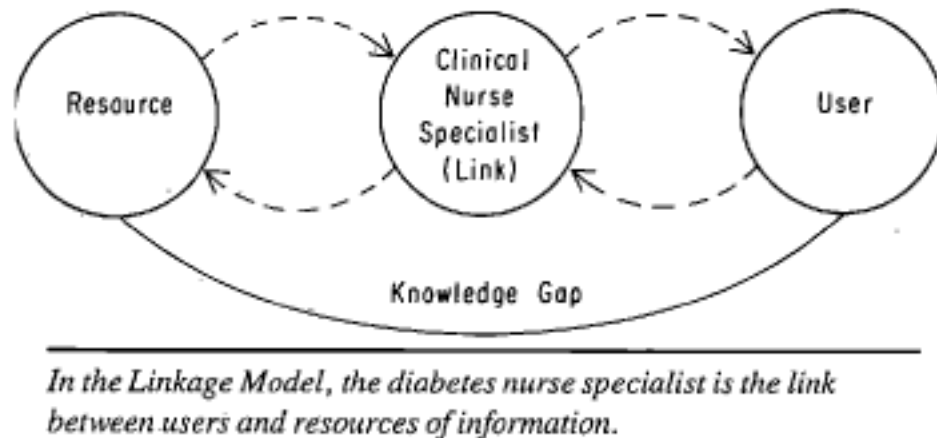 Resource
Clinical
Nurse
Specialist
(Link)
User
Knowledge Gap
In the Linkage Model, the diabetes nurse specialist is the link
between users and resources of information.